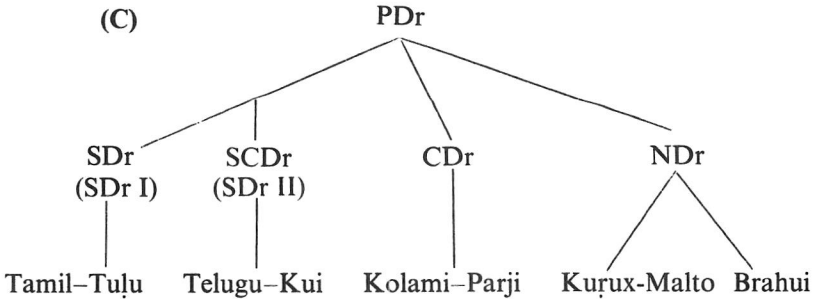 (C) PDr
SDr SCDr CDr NDr
(SDr I) (SDr II)
Tamil–Tuḷu Telugu–Kui Kolami–Parji Kuṛux-Malto Brahui